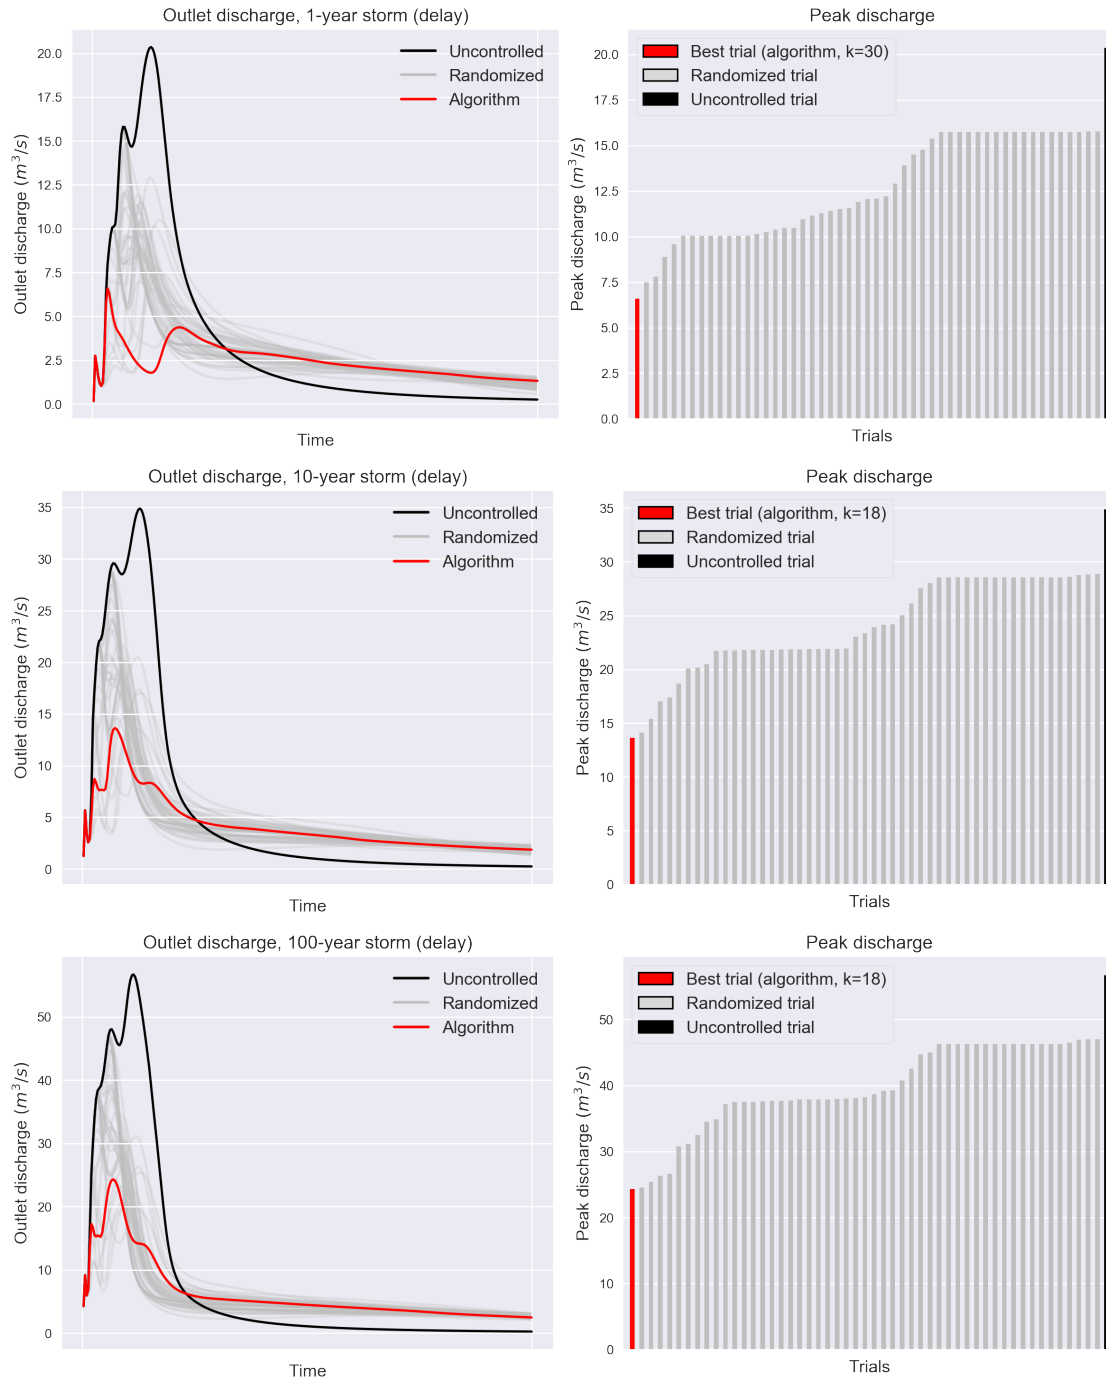 Outlet discharge, 1-year storm (delay)
Peak discharge
20.0
17.5
15.0
12.5
10.0
7.5
5.0
2.5
0.0
Outlet discharge (m³/s)
Uncontrolled
Randomized
Algorithm
Time
20.0
17.5
15.0
12.5
10.0
7.5
5.0
2.5
0.0
Peak discharge (m³/s)
Best trial (algorithm, k=30)
Randomized trial
Uncontrolled trial
Trials
Outlet discharge, 10-year storm (delay)
Peak discharge
35
30
25
20
15
10
5
0
Outlet discharge (m³/s)
Uncontrolled
Randomized
Algorithm
Time
35
30
25
20
15
10
5
0
Peak discharge (m³/s)
Best trial (algorithm, k=18)
Randomized trial
Uncontrolled trial
Trials
Outlet discharge, 100-year storm (delay)
Peak discharge
50
40
30
20
10
0
Outlet discharge (m³/s)
Uncontrolled
Randomized
Algorithm
Time
50
40
30
20
10
0
Peak discharge (m³/s)
Best trial (algorithm, k=18)
Randomized trial
Uncontrolled trial
Trials